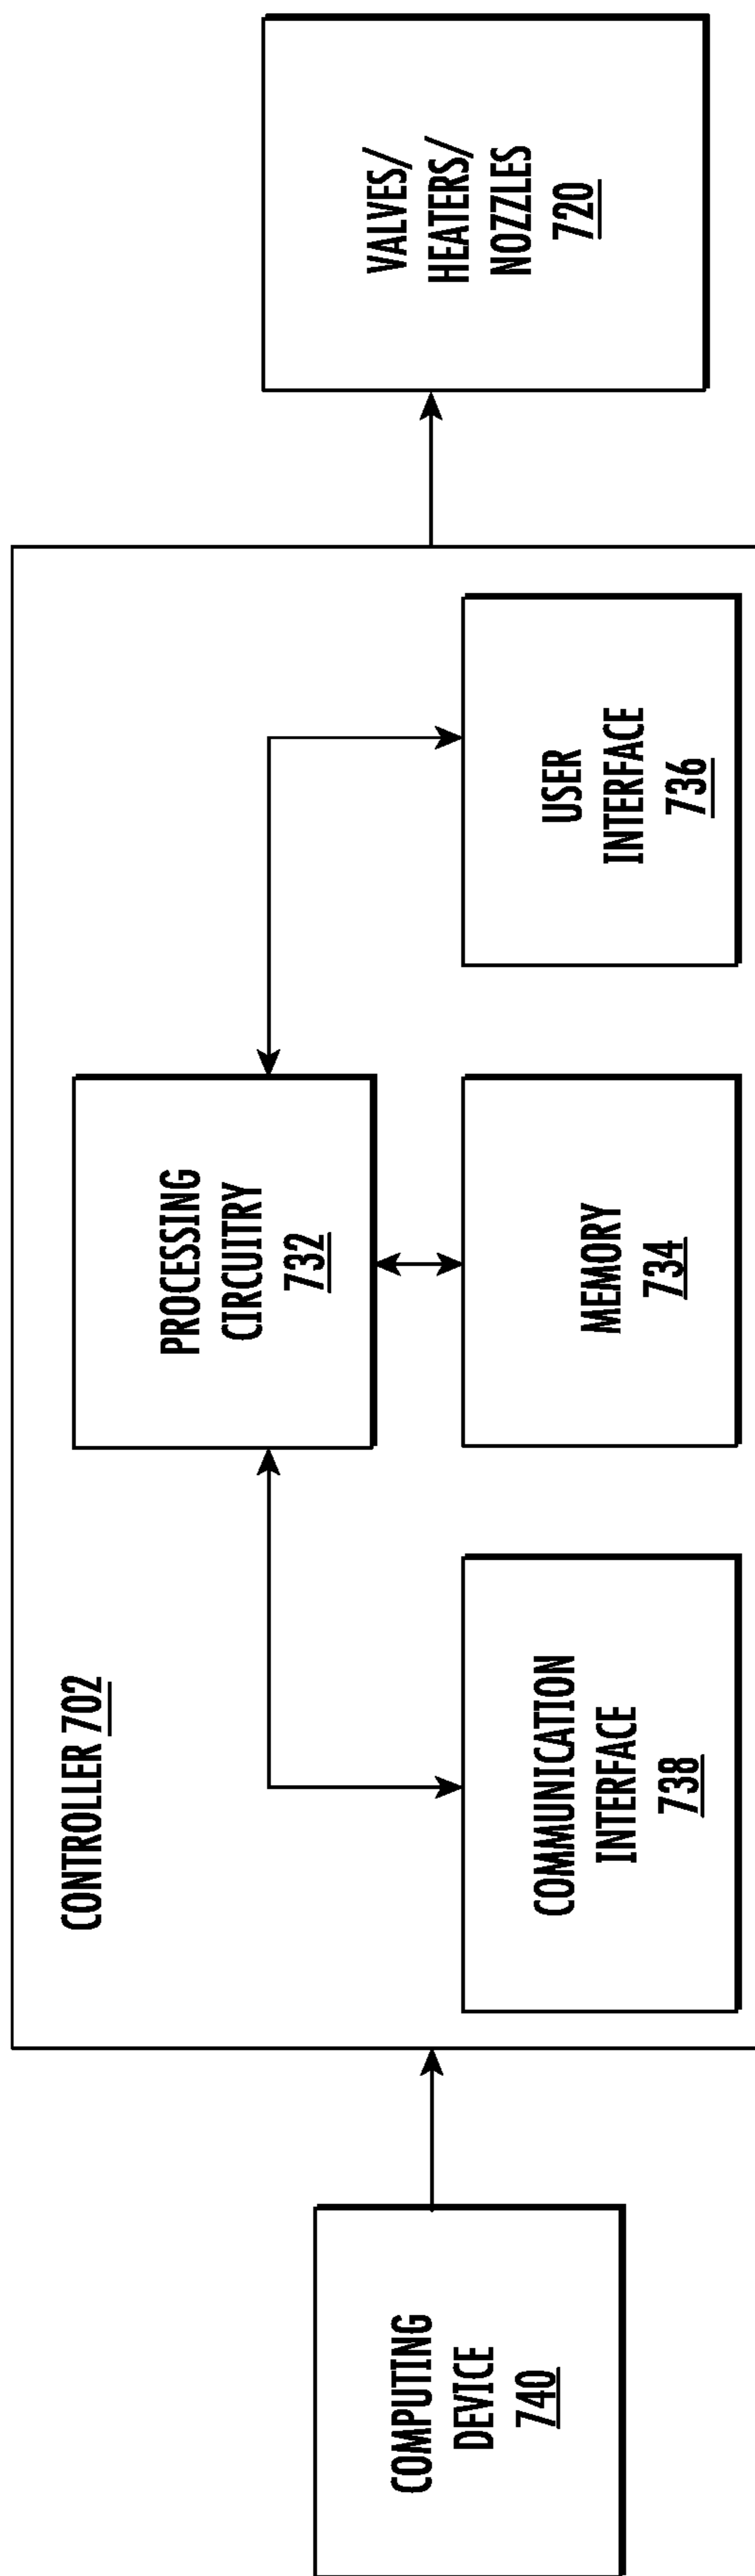 CONTROLLER 702
PROCESSING
CIRCUITRY
732
COMPUTING
DEVICE
740
COMMUNICATION
INTERFACE
738
MEMORY
734
USER
INTERFACE
736
VALVES/
HEATERS/
NOZZLES
720